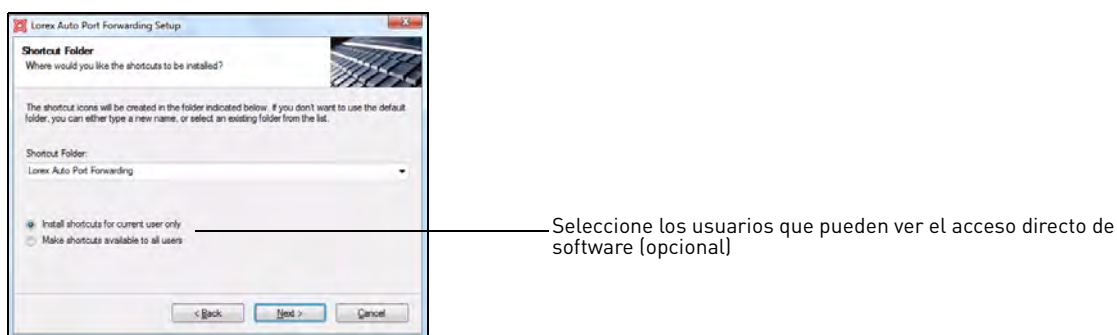 Lorex Auto Port Forwarding Setup
Shortcut Folder
Where would you like the shortcuts to be installed?
The shortcut icons will be created in the folder indicated below. If you don't want to use the default
folder, you can either type a new name, or select an existing folder from the list.
Shortcut Folder:
Lorex Auto Port Forwarding
Install shortcuts for current user only
Make shortcuts available to all users
Seleccione los usuarios que pueden ver el acceso directo de
software (opcional)
< Back
Next >
Cancel